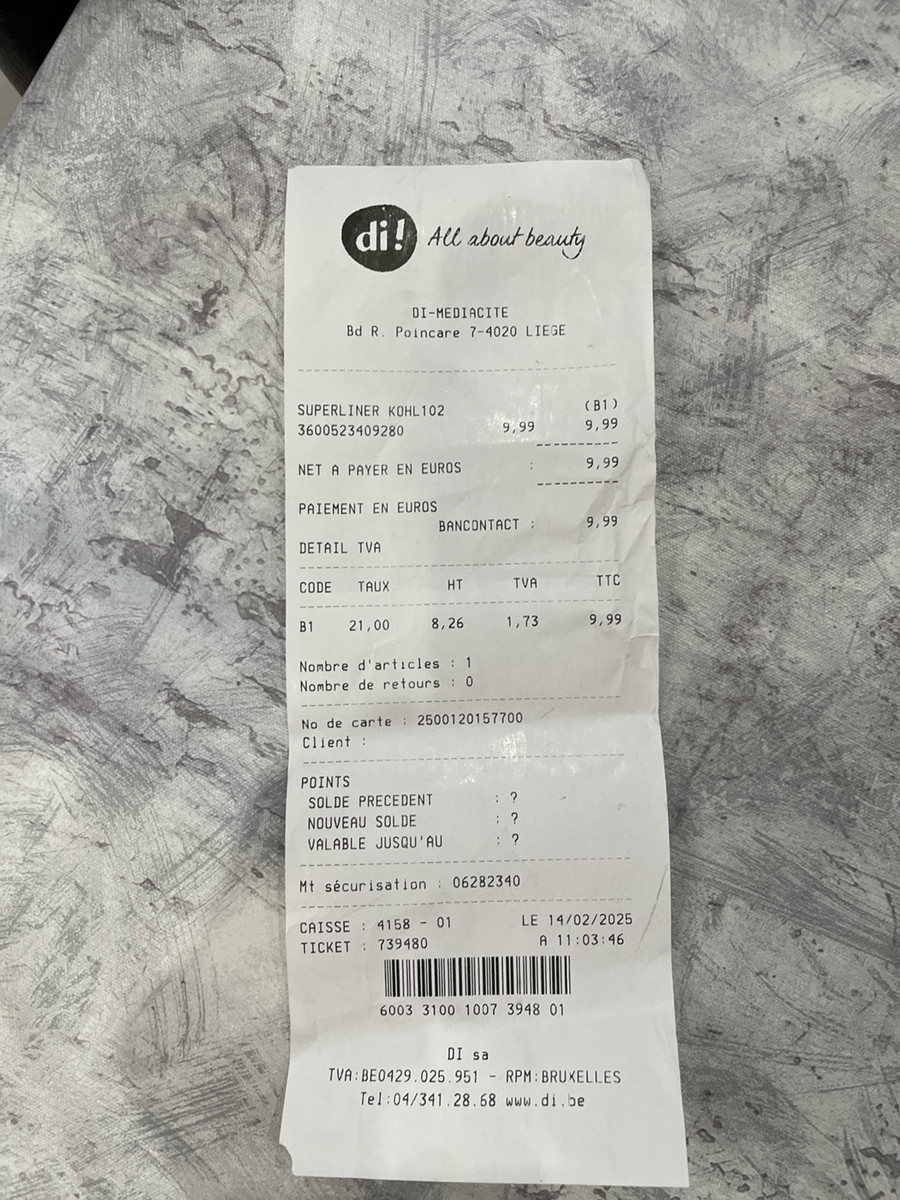 di! All about beauty
DI-MEDIACITE
Bd R. Poincare 7-4020 LIEGE
SUPERLINER KOHL102 (B1)
3600523409280 9,99 9,99
NET A PAYER EN EUROS : 9,99
PAIEMENT EN EUROS
BANCONTACT : 9,99
DETAIL TVA
CODE TAUX HT TVA TTC
B1 21,00 8,26 1,73 9,99
Nombre d'articles : 1
Nombre de retours : 0
No de carte : 2500120157700
Client :
POINTS
SOLDE PRECEDENT : ?
NOUVEAU SOLDE : ?
VALABLE JUSQU'AU : ?
Mt sécurisation : 06282340
CAISSE : 4158 - 01 LE 14/02/2025
TICKET : 739480 A 11:03:46
6003 3100 1007 3948 01
DI sa
TVA:BE0429.025.951 - RPM:BRUXELLES
Tel:04/341.28.68 www.di.be